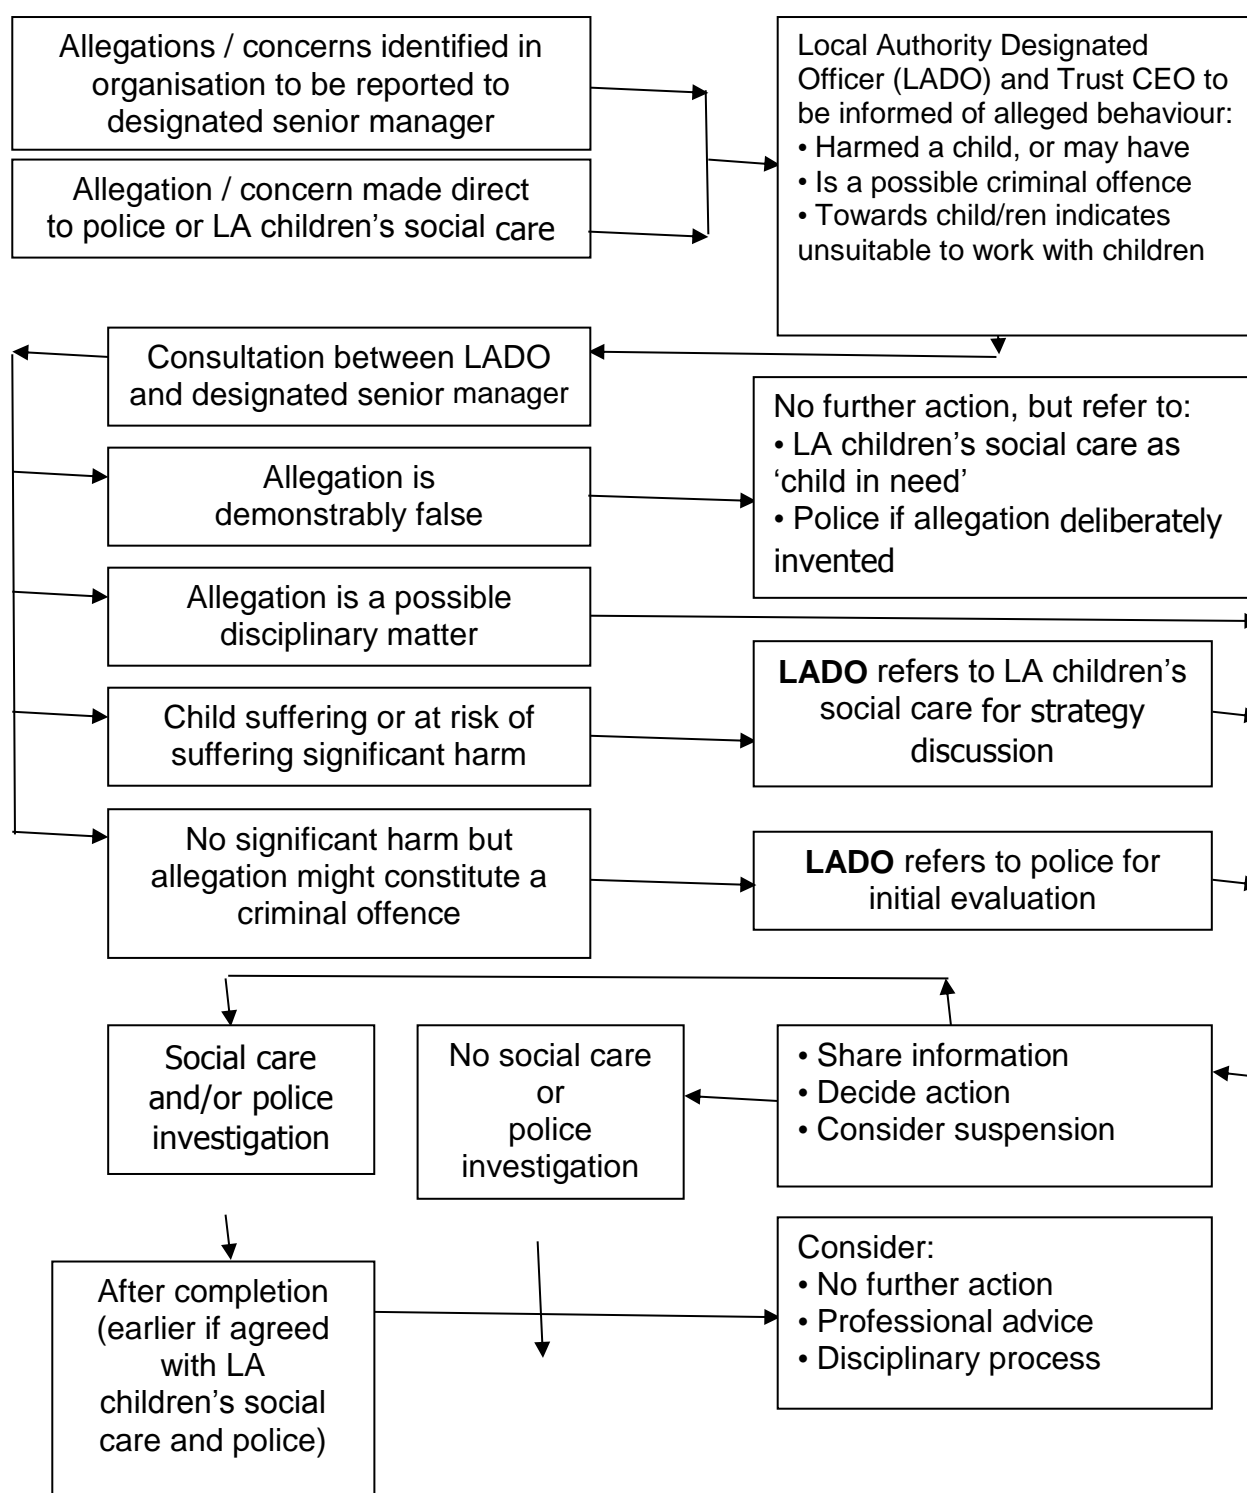 Allegations / concerns identified in
organisation to be reported to
designated senior manager
Allegation / concern made direct
to police or LA children's social care
Local Authority Designated
Officer (LADO) and Trust CEO to
be informed of alleged behaviour:
• Harmed a child, or may have
• Is a possible criminal offence
• Towards child/ren indicates
unsuitable to work with children
Consultation between LADO
and designated senior manager
Allegation is
demonstrably false
No further action, but refer to:
• LA children's social care as
‘child in need’
• Police if allegation deliberately
invented
Allegation is a possible
disciplinary matter
Child suffering or at risk of
suffering significant harm
LADO refers to LA children’s
social care for strategy
discussion
No significant harm but
allegation might constitute a
criminal offence
LADO refers to police for
initial evaluation
Social care
and/or police
investigation
No social care
or
police
investigation
• Share information
• Decide action
• Consider suspension
After completion
(earlier if agreed
with LA
children’s social
care and police)
Consider:
• No further action
• Professional advice
• Disciplinary process